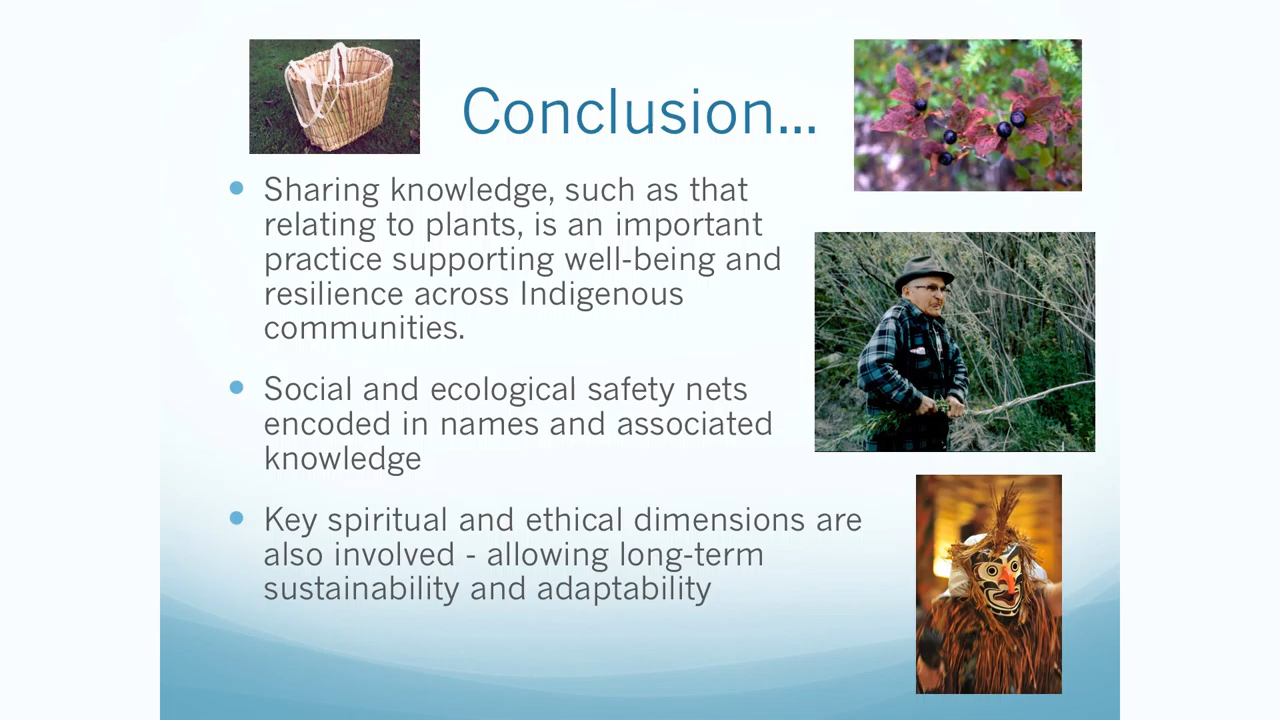 Conclusion...
Sharing knowledge, such as that
relating to plants, is an important
practice supporting well-being and
resilience across Indigenous
communities.
Social and ecological safety nets
encoded in names and associated
knowledge
Key spiritual and ethical dimensions are
also involved - allowing long-term
sustainability and adaptability